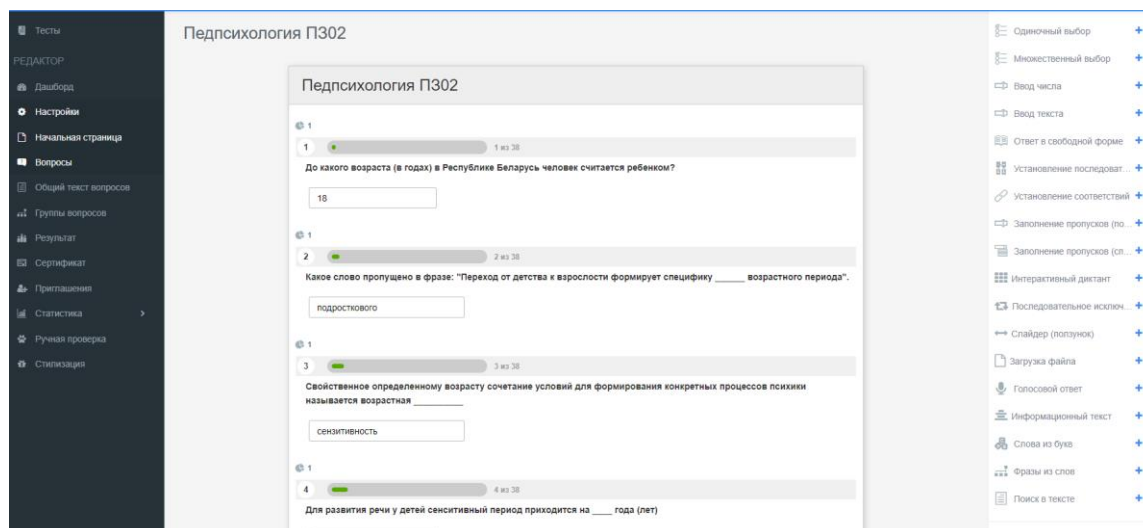 Тесты
РЕДАКТОР
Дашборд
Настройки
Начальная страница
Вопросы
Общий текст вопросов
Группы вопросов
Результат
Сертификат
Приглашения
Статистика
Ручная проверка
Стилизация
Педпсихология П302
Педпсихология П302
1
1 1 из 38
До какого возраста (в годах) в Республике Беларусь человек считается ребенком?
18
1
2 2 из 38
Какое слово пропущено в фразе: "Переход от детства к взрослости формирует специфику ______ возрастного периода".
подросткового
1
3 3 из 38
Свойственное определенному возрасту сочетание условий для формирования конкретных процессов психики
называется возрастная __________
сензитивность
1
4 4 из 38
Для развития речи у детей сенситивный период приходится на ____ года (лет)
Одиночный выбор +
Множественный выбор +
Ввод числа +
Ввод текста +
Ответ в свободной форме +
Установление последоват... +
Установление соответствий +
Заполнение пропусков (по... +
Заполнение пропусков (сп... +
Интерактивный диктант +
Последовательное исключ... +
Слайдер (ползунок) +
Загрузка файла +
Голосовой ответ +
Информационный текст +
Слова из букв +
Фразы из слов +
Поиск в тексте +